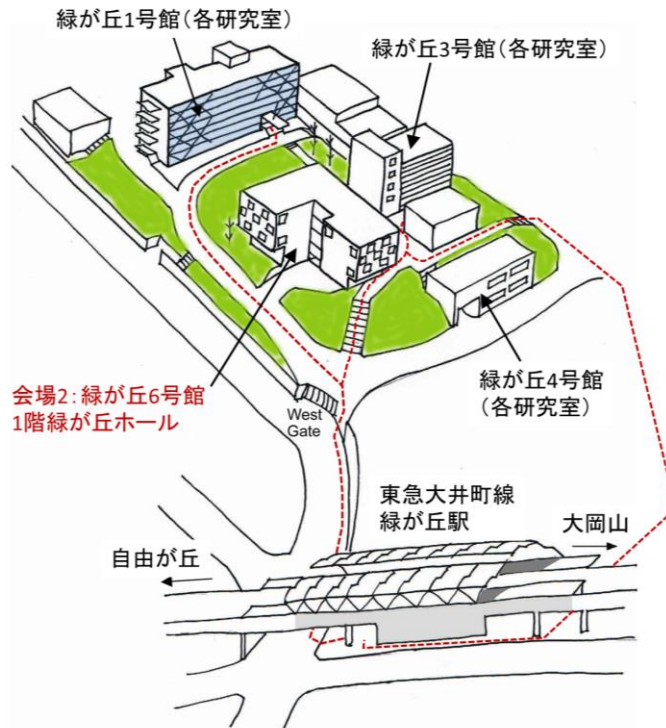 緑が丘1号館(各研究室)
緑が丘3号館(各研究室)
緑が丘4号館
(各研究室)
会場2:緑が丘6号館
1階緑が丘ホール
West
Gate
東急大井町線
緑が丘駅
大岡山
自由が丘